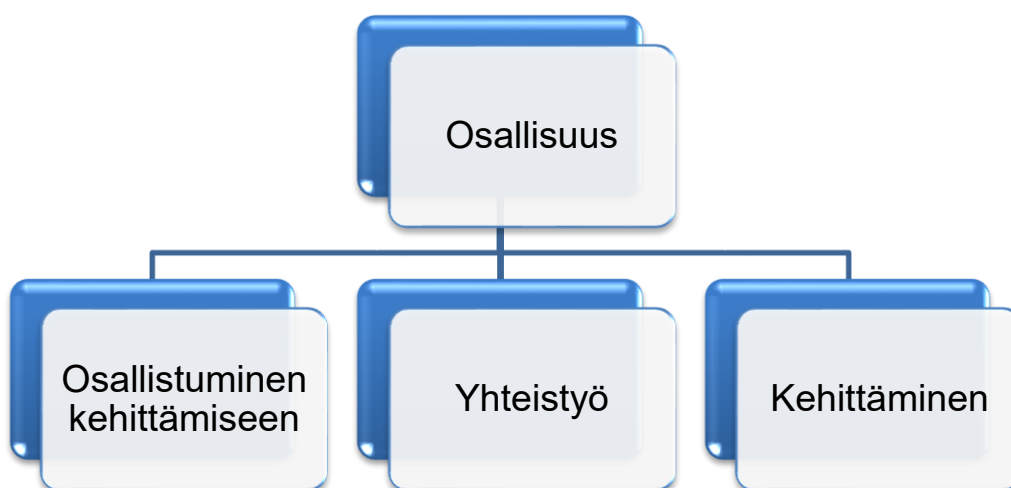 Osallisuus
Osallistuminen
kehittämiseen
Yhteistyö
Kehittäminen